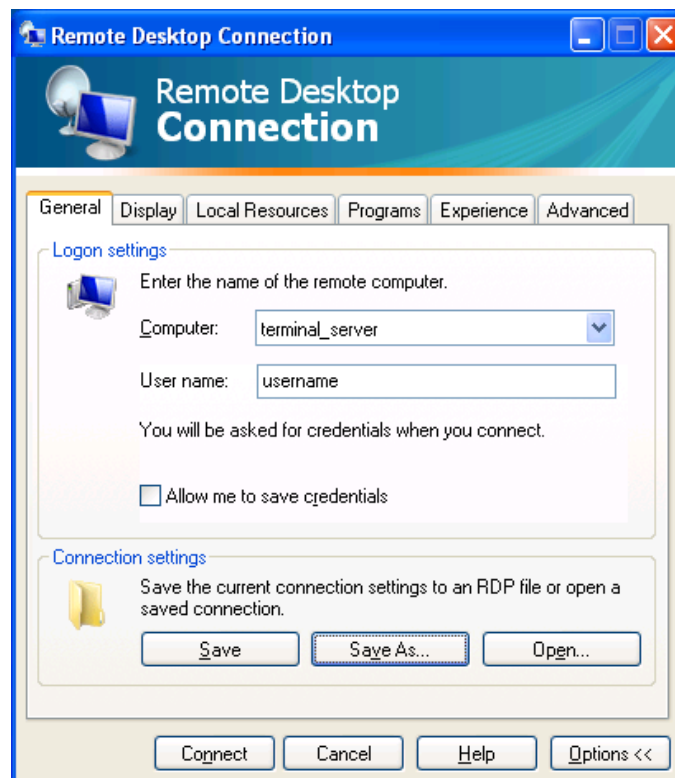 Remote Desktop Connection
Remote Desktop
Connection
General Display Local Resources Programs Experience Advanced
Logon settings
Enter the name of the remote computer.
Computer: terminal_server
User name: username
You will be asked for credentials when you connect.
Allow me to save credentials
Connection settings
Save the current connection settings to an RDP file or open a
saved connection.
Save Save As... Open...
Connect Cancel Help Options <<